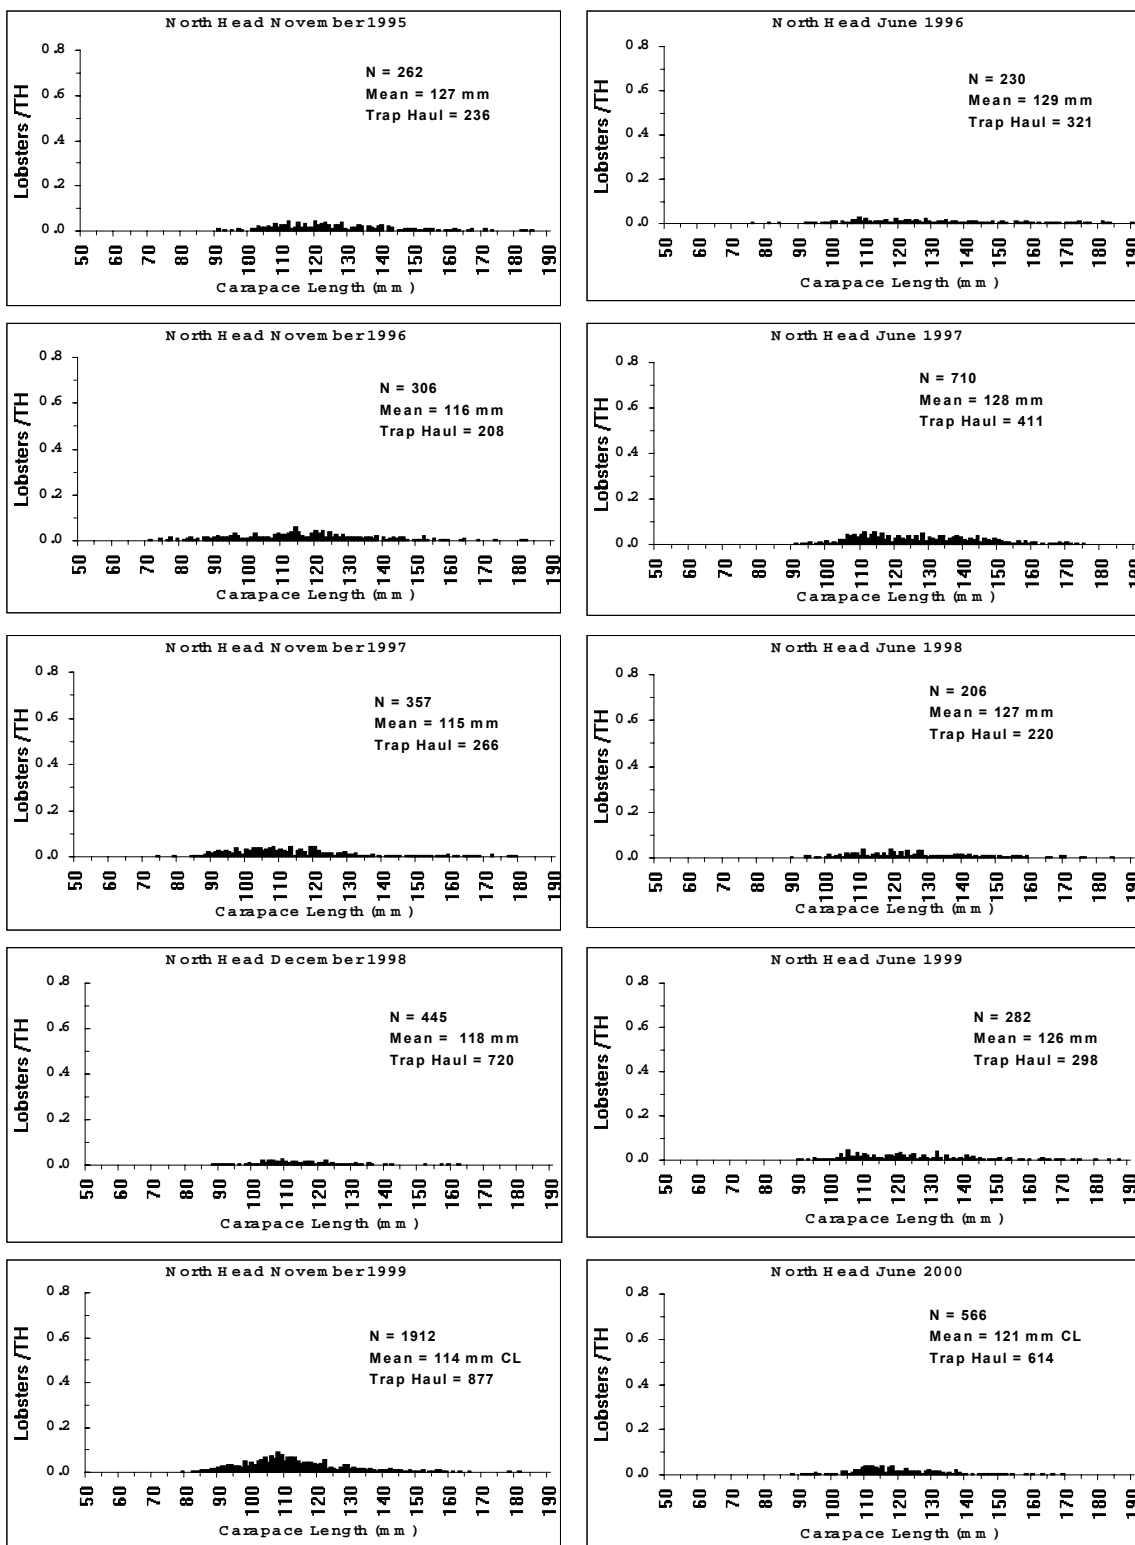 North Head November 1995
0.8
0.6
0.4
0.2
0.0
Lobsters /TH
N = 262
Mean = 127 mm
Trap Haul = 236
50 60 70 80 90 100 110 120 130 140 150 160 170 180 190
Carapace Length (mm)
North Head June 1996
0.8
0.6
0.4
0.2
0.0
Lobsters /TH
N = 230
Mean = 129 mm
Trap Haul = 321
50 60 70 80 90 100 110 120 130 140 150 160 170 180 190
Carapace Length (mm)
North Head November 1996
0.8
0.6
0.4
0.2
0.0
Lobsters /TH
N = 306
Mean = 116 mm
Trap Haul = 208
50 60 70 80 90 100 110 120 130 140 150 160 170 180 190
Carapace Length (mm)
North Head June 1997
0.8
0.6
0.4
0.2
0.0
Lobsters /TH
N = 710
Mean = 128 mm
Trap Haul = 411
50 60 70 80 90 100 110 120 130 140 150 160 170 180 190
Carapace Length (mm)
North Head November 1997
0.8
0.6
0.4
0.2
0.0
Lobsters /TH
N = 357
Mean = 115 mm
Trap Haul = 266
50 60 70 80 90 100 110 120 130 140 150 160 170 180 190
Carapace Length (mm)
North Head June 1998
0.8
0.6
0.4
0.2
0.0
Lobsters /TH
N = 206
Mean = 127 mm
Trap Haul = 220
50 60 70 80 90 100 110 120 130 140 150 160 170 180 190
Carapace Length (mm)
North Head December 1998
0.8
0.6
0.4
0.2
0.0
Lobsters /TH
N = 445
Mean = 118 mm
Trap Haul = 720
50 60 70 80 90 100 110 120 130 140 150 160 170 180 190
Carapace Length (mm)
North Head June 1999
0.8
0.6
0.4
0.2
0.0
Lobsters /TH
N = 282
Mean = 126 mm
Trap Haul = 298
50 60 70 80 90 100 110 120 130 140 150 160 170 180 190
Carapace Length (mm)
North Head November 1999
0.8
0.6
0.4
0.2
0.0
Lobsters /TH
N = 1912
Mean = 114 mm CL
Trap Haul = 877
50 60 70 80 90 100 110 120 130 140 150 160 170 180 190
Carapace Length (mm)
North Head June 2000
0.8
0.6
0.4
0.2
0.0
Lobsters /TH
N = 566
Mean = 121 mm CL
Trap Haul = 614
50 60 70 80 90 100 110 120 130 140 150 160 170 180 190
Carapace Length (mm)